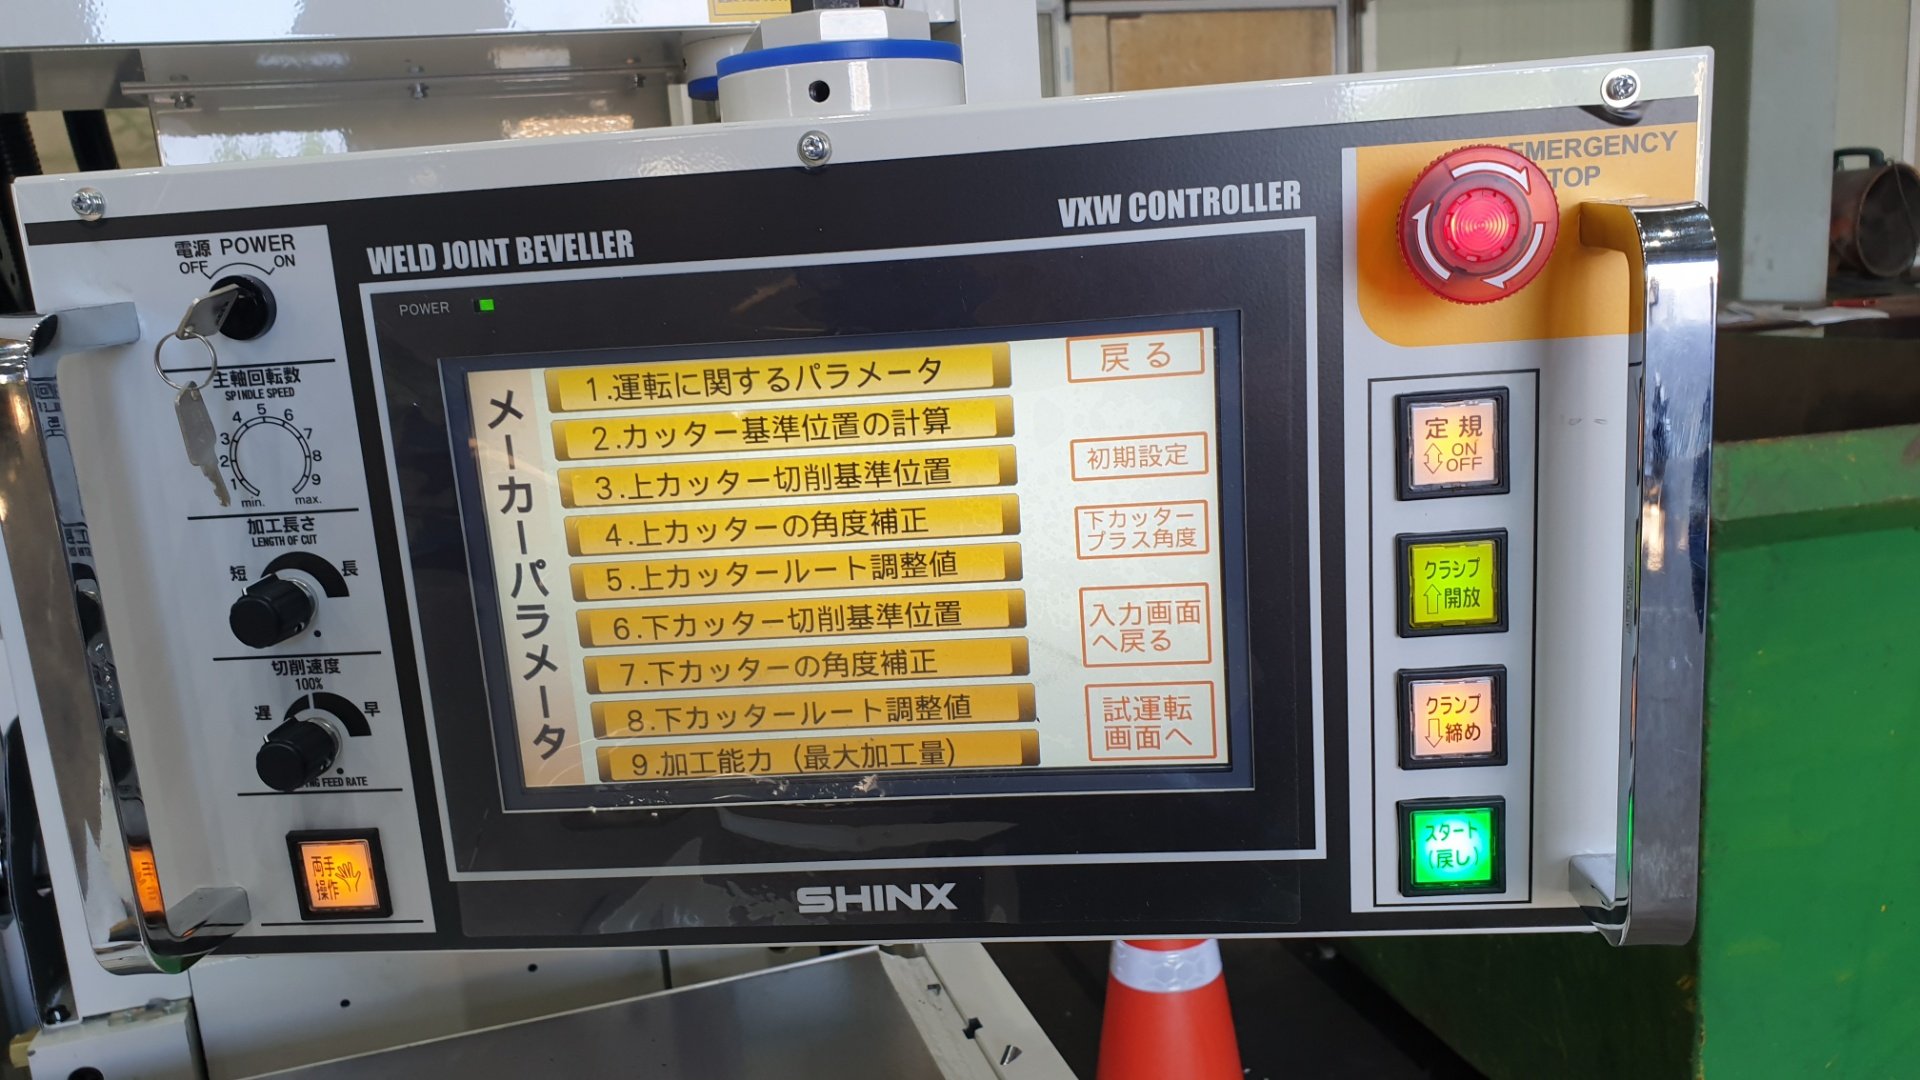 EMERGENCY
TOP
VXW CONTROLLER
WELD JOINT BEVELLER
電源 POWER
OFF
ON
POWER
主軸回転数
SPINDLE SPEED
1
2
3
4
5
6
7
8
9
min.
max.
加工長さ
LENGTH OF CUT
短
長
切削速度
100%
遅
早
FEED RATE
両手
操作
メーカーパラメータ
1.運転に関するパラメータ
2.カッター基準位置の計算
3.上カッター切削基準位置
4.上カッターの角度補正
5.上カッタールート調整値
6.下カッター切削基準位置
7.下カッターの角度補正
8.下カッタールート調整値
9.加工能力 (最大加工量)
戻る
初期設定
下カッター
プラス角度
入力画面
へ戻る
試運転
画面へ
SHINX
定規
ON
OFF
クランプ
開放
クランプ
締め
スタート
(戻し)